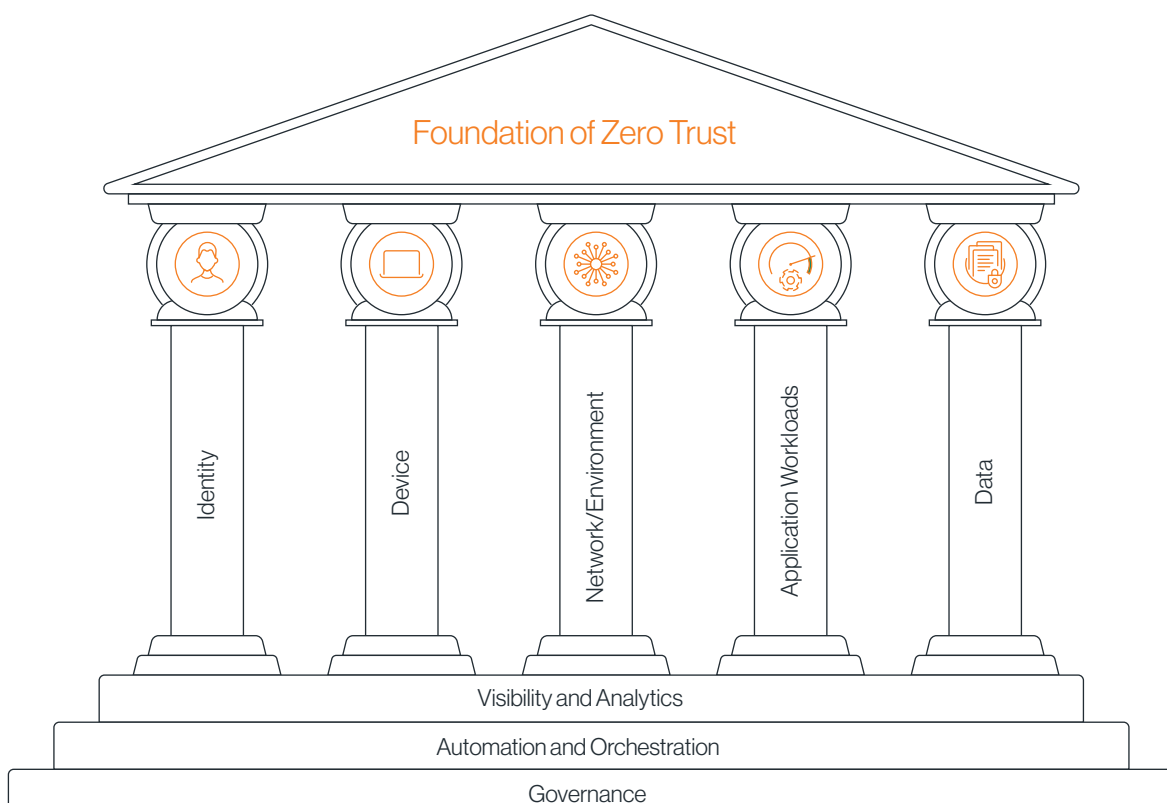 Foundation of Zero Trust
Identity
Device
Network/Environment
Application Workloads
Data
Visibility and Analytics
Automation and Orchestration
Governance